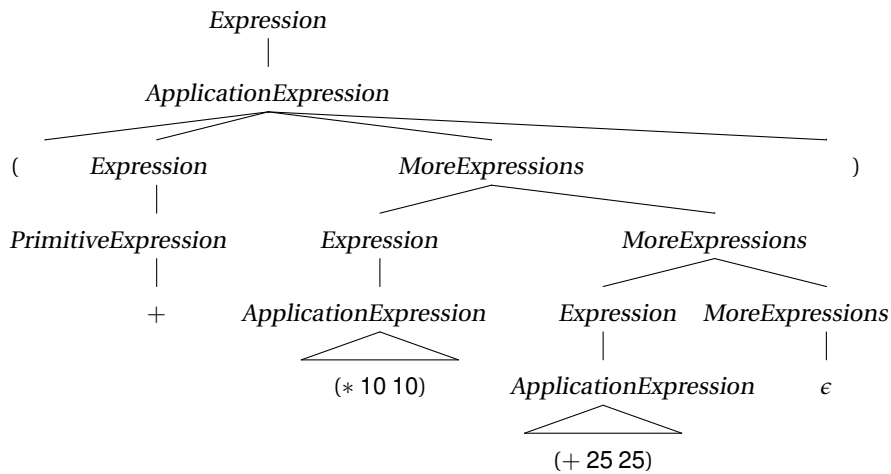 Expression
ApplicationExpression
( Expression MoreExpressions )
PrimitiveExpression Expression MoreExpressions
+ ApplicationExpression Expression MoreExpressions
(∗ 10 10) ApplicationExpression ϵ
(+ 25 25)